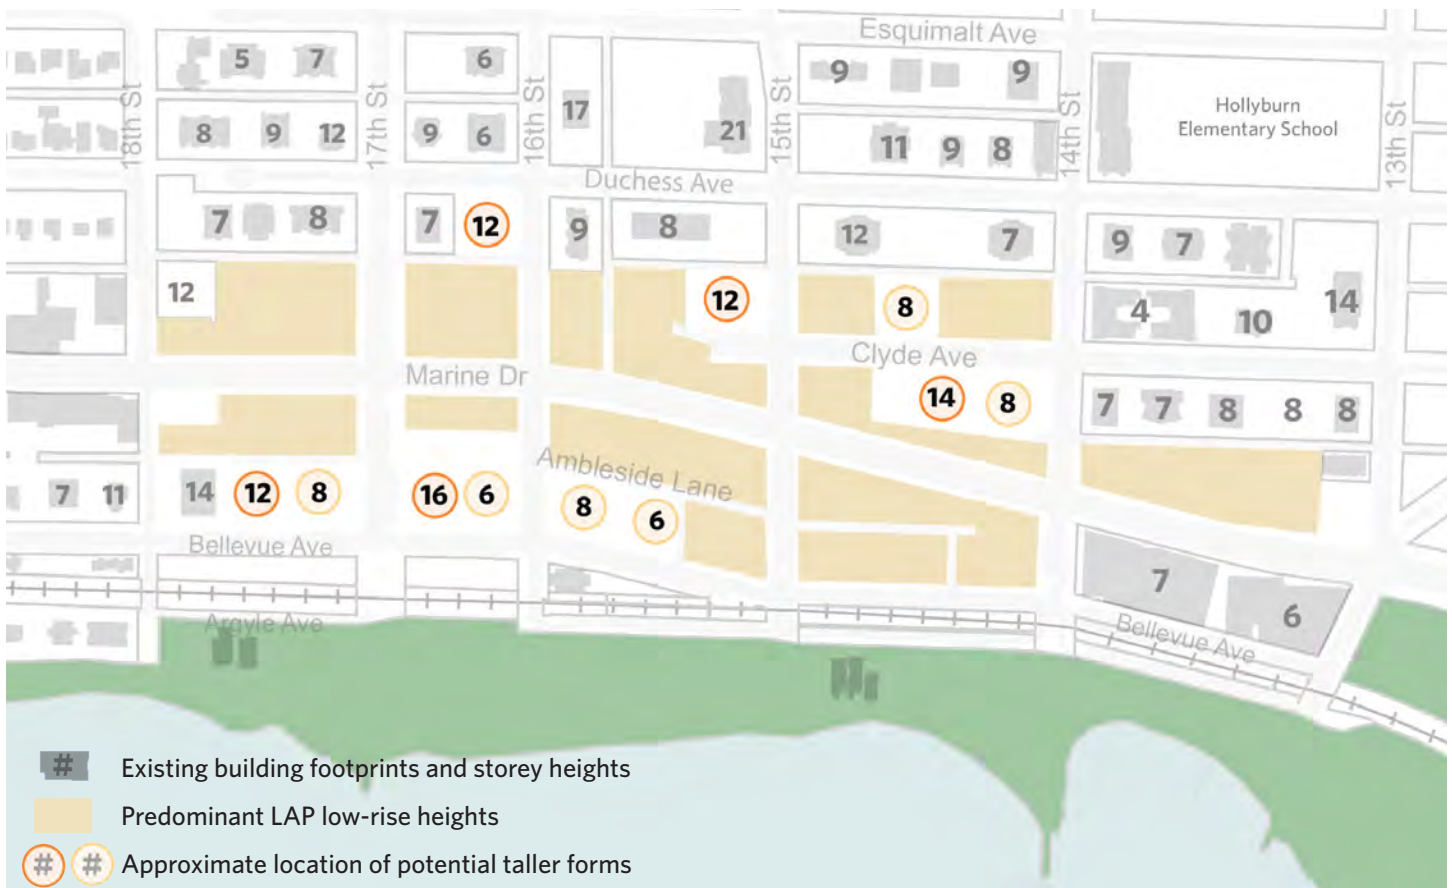 Esquimalt Ave
5 7 6 9 9
17
21
Hollyburn
Elementary School
18th St
17th St
16th St
15th St
14th St
13th St
8 9 12 9 6 11 9 8
Duchess Ave
7 8 7 12 9 8 12 7 9 7
12 12 8 4 10 14
Clyde Ave
Marine Dr
14 8 7 7 8 8 8
Ambleside Lane
7 11 14 12 8 16 6 8 6
Bellevue Ave
7 6
Argyle Ave
Bellevue Ave
# Existing building footprints and storey heights
Predominant LAP low-rise heights
# # Approximate location of potential taller forms